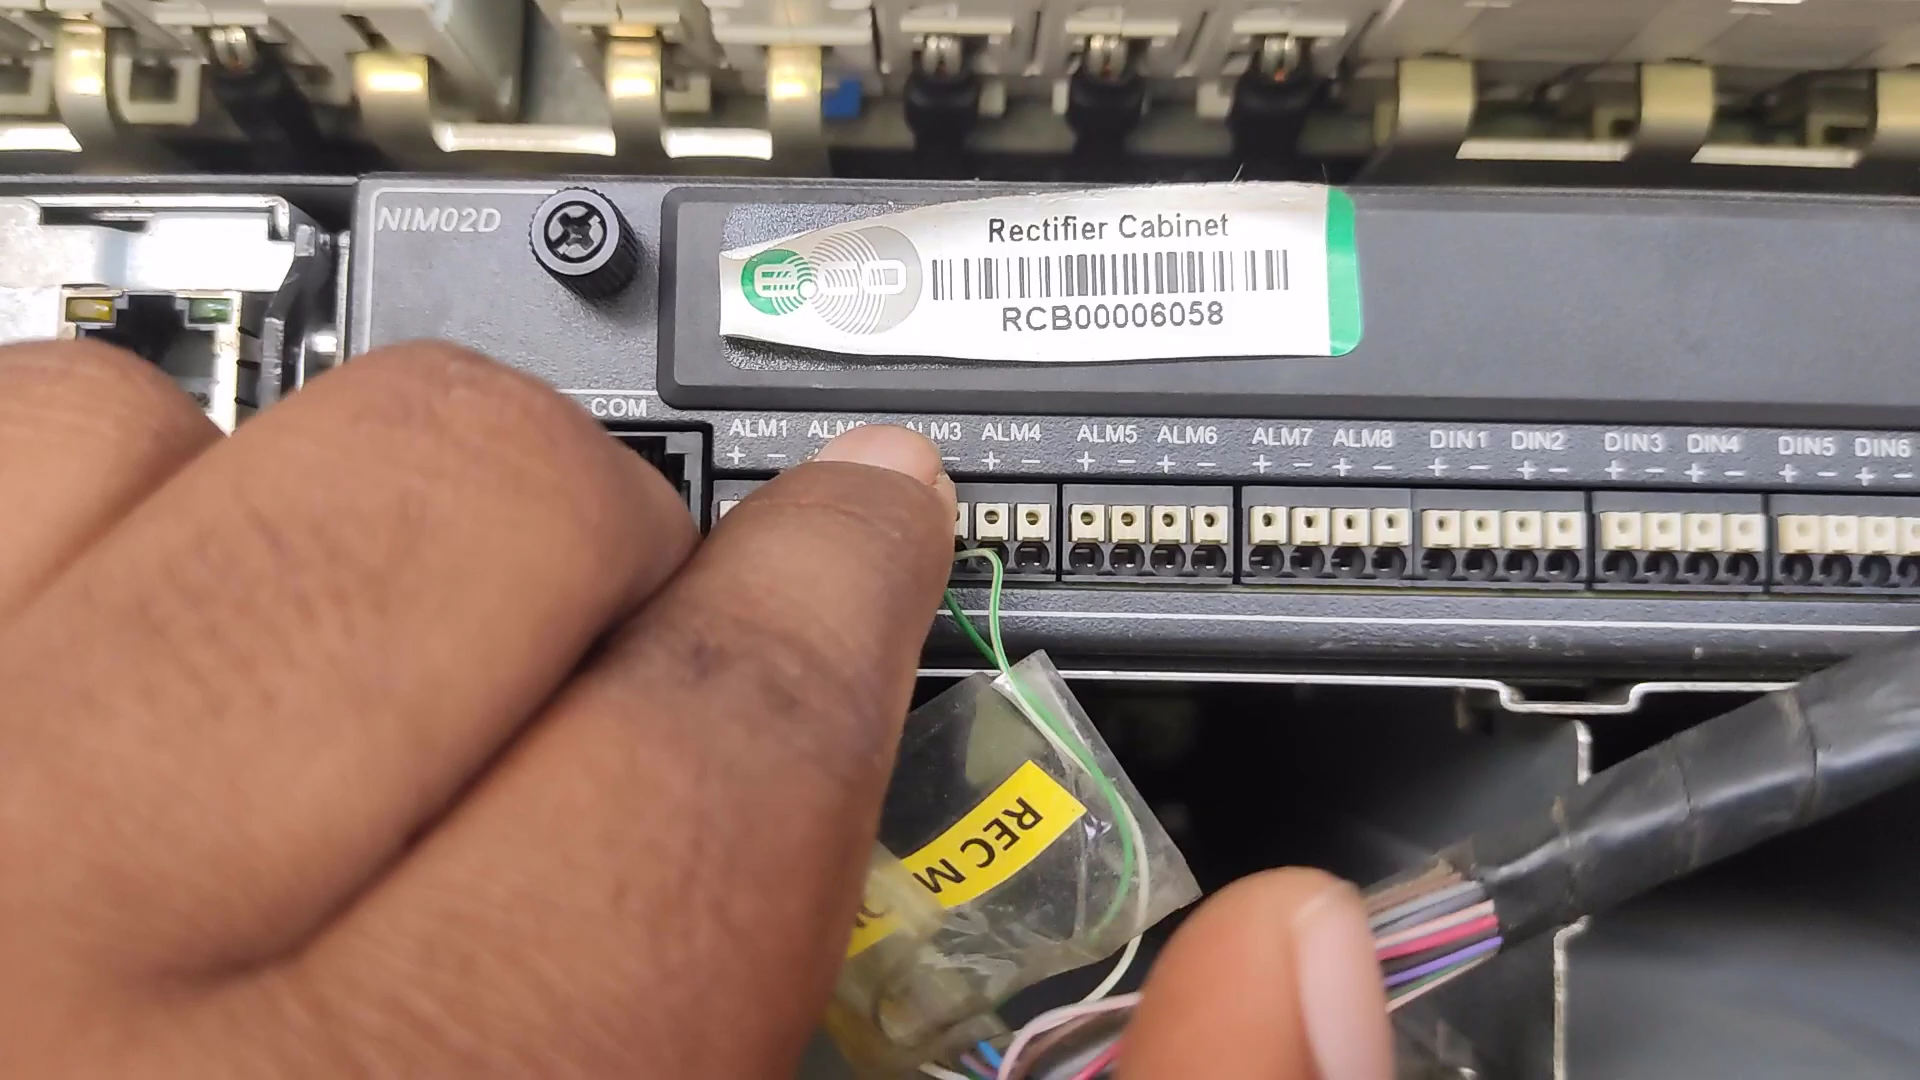 NIM02D
Rectifier Cabinet
RCB00006058
COM
ALM1 ALM2 ALM3 ALM4 ALM5 ALM6 ALM7 ALM8 DIN1 DIN2 DIN3 DIN4 DIN5 DIN6
+ − − + − + − + − + − + − + − + − + − + − + − + −
REC M